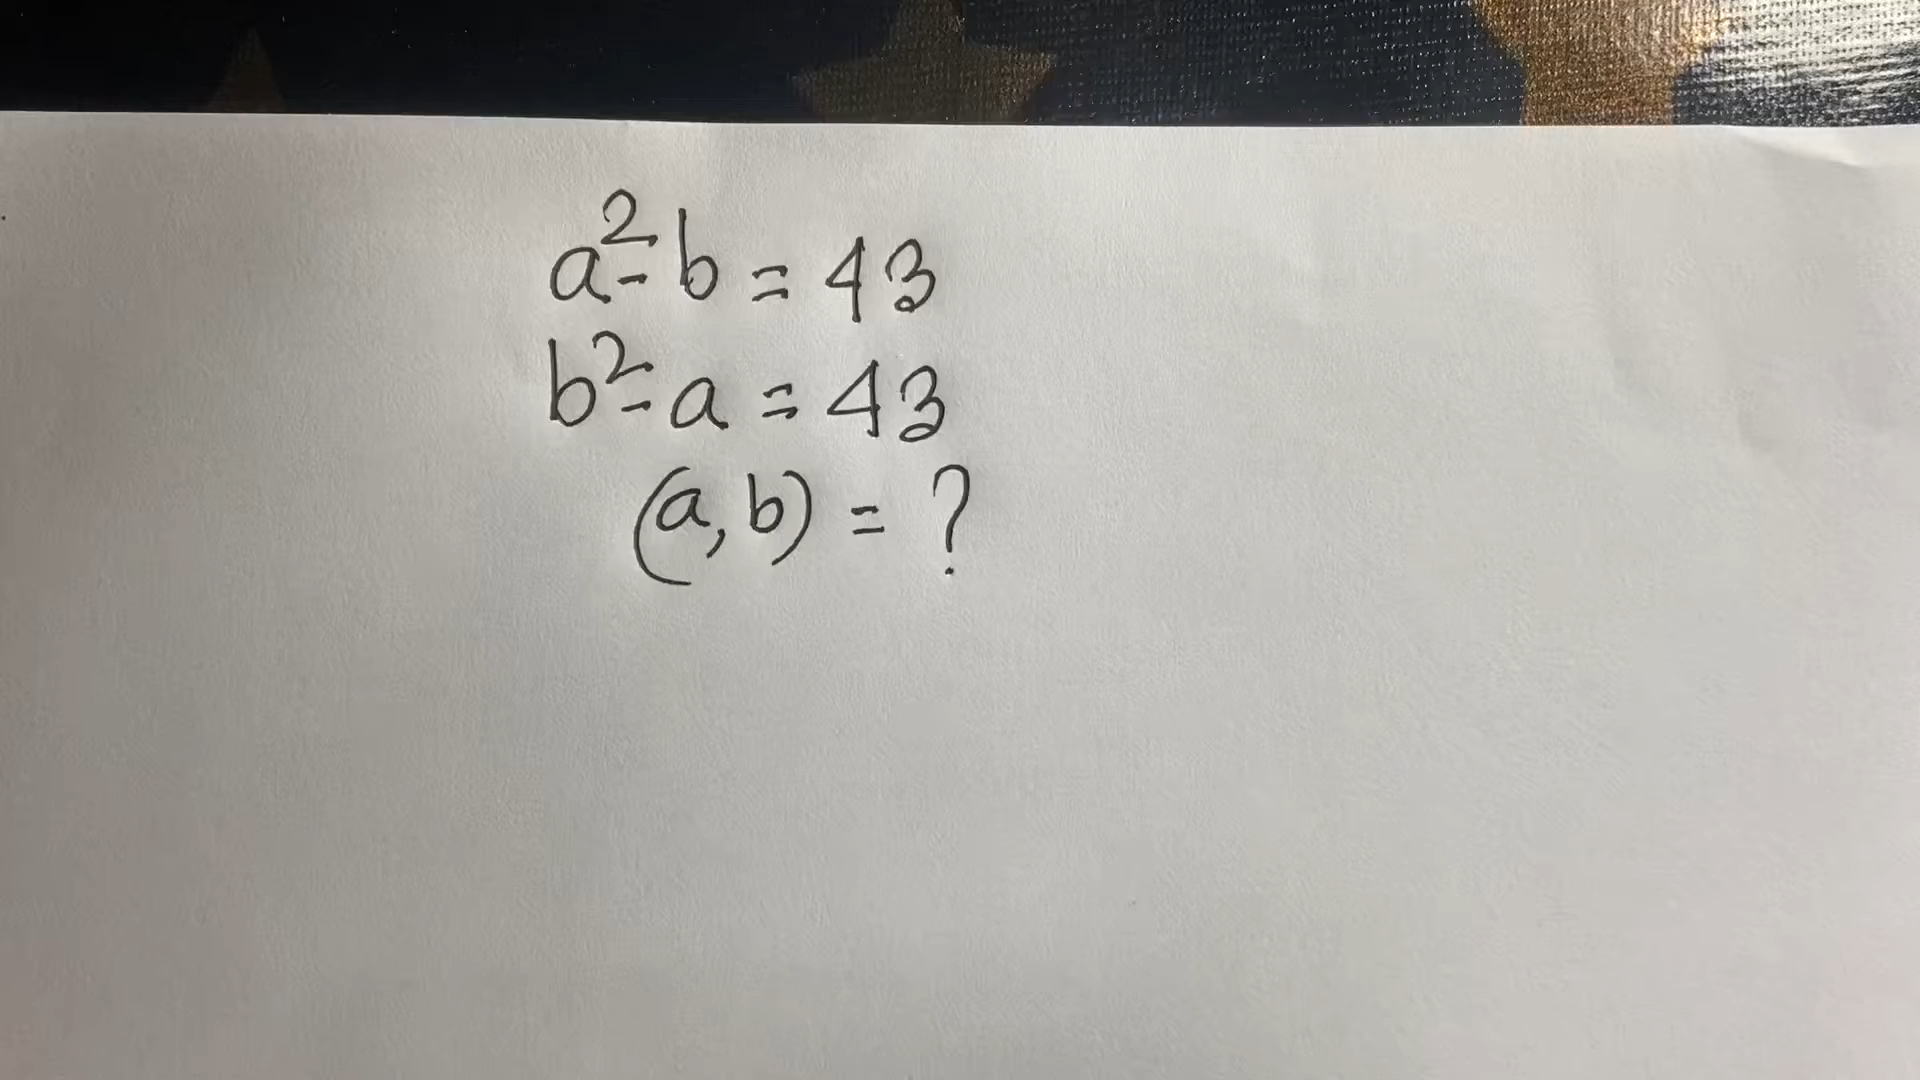 a² - b = 43
b² - a = 43
(a, b) = ?